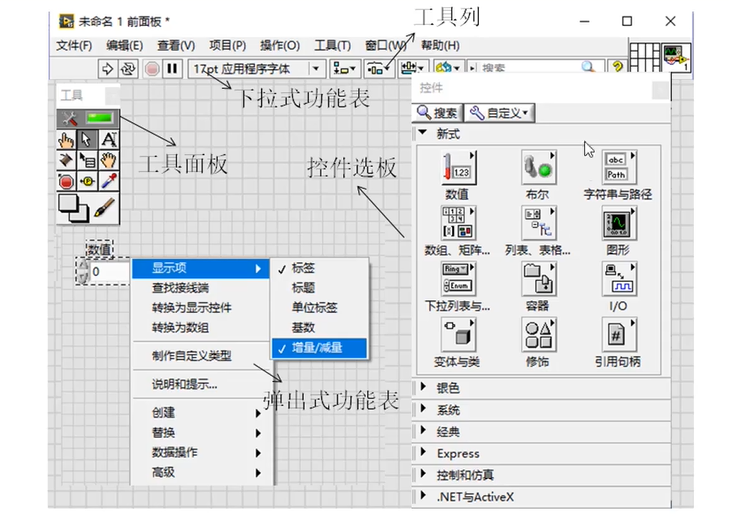 未命名 1 前面板 *
工具列
文件(F) 编辑(E) 查看(V) 项目(P) 操作(O) 工具(T) 窗口(W) 帮助(H)
17pt 应用程序字体
搜索
下拉式功能表
工具
控件
搜索 自定义
新式
工具面板
控件选板
1.23
abc
Path
数值 布尔 字符串与路径
数组、矩阵... 列表、表格... 图形
Ring
Enum
下拉列表与... 容器 I/O
变体与类 修饰 引用句柄
银色
系统
经典
Express
控制和仿真
.NET与ActiveX
数值
0
显示项
查找接线端
转换为显示控件
转换为数组
制作自定义类型
说明和提示...
创建
替换
数据操作
高级
标签
标题
单位标签
基数
增量/减量
弹出式功能表